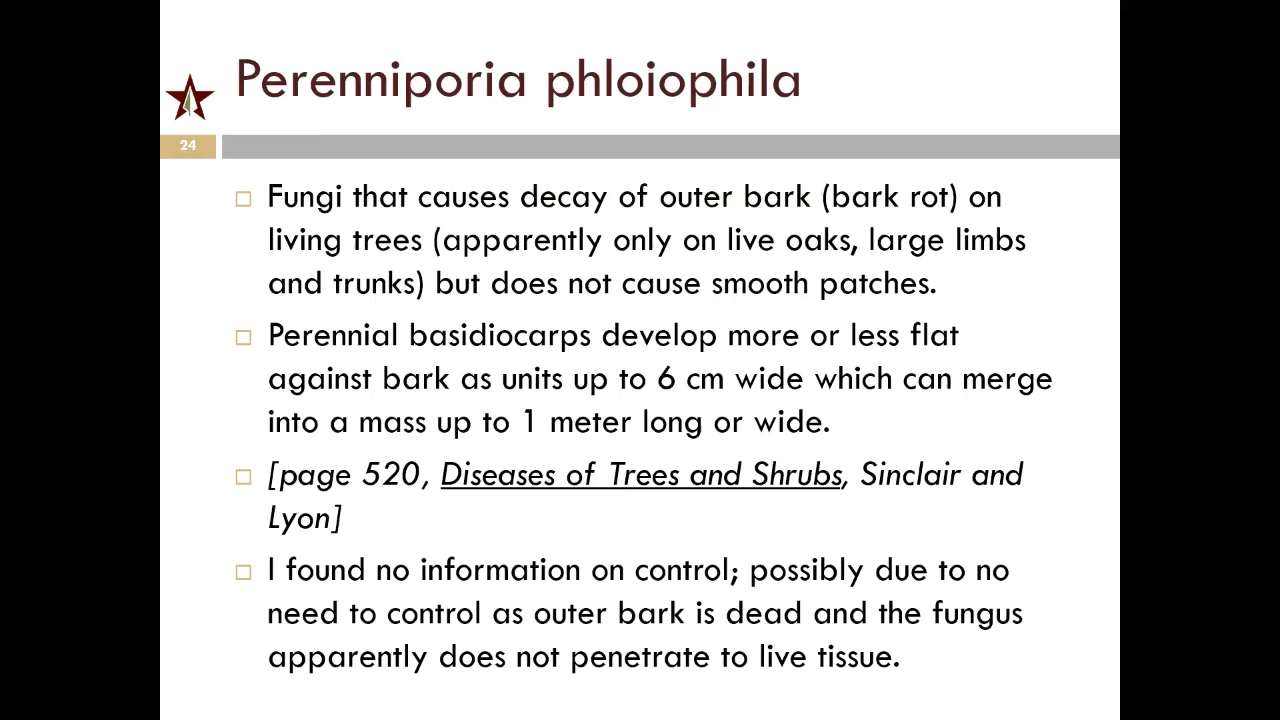 Perenniporia phloiophila
24
Fungi that causes decay of outer bark (bark rot) on
living trees (apparently only on live oaks, large limbs
and trunks) but does not cause smooth patches.
Perennial basidiocarps develop more or less flat
against bark as units up to 6 cm wide which can merge
into a mass up to 1 meter long or wide.
[page 520, Diseases of Trees and Shrubs, Sinclair and
Lyon]
I found no information on control; possibly due to no
need to control as outer bark is dead and the fungus
apparently does not penetrate to live tissue.